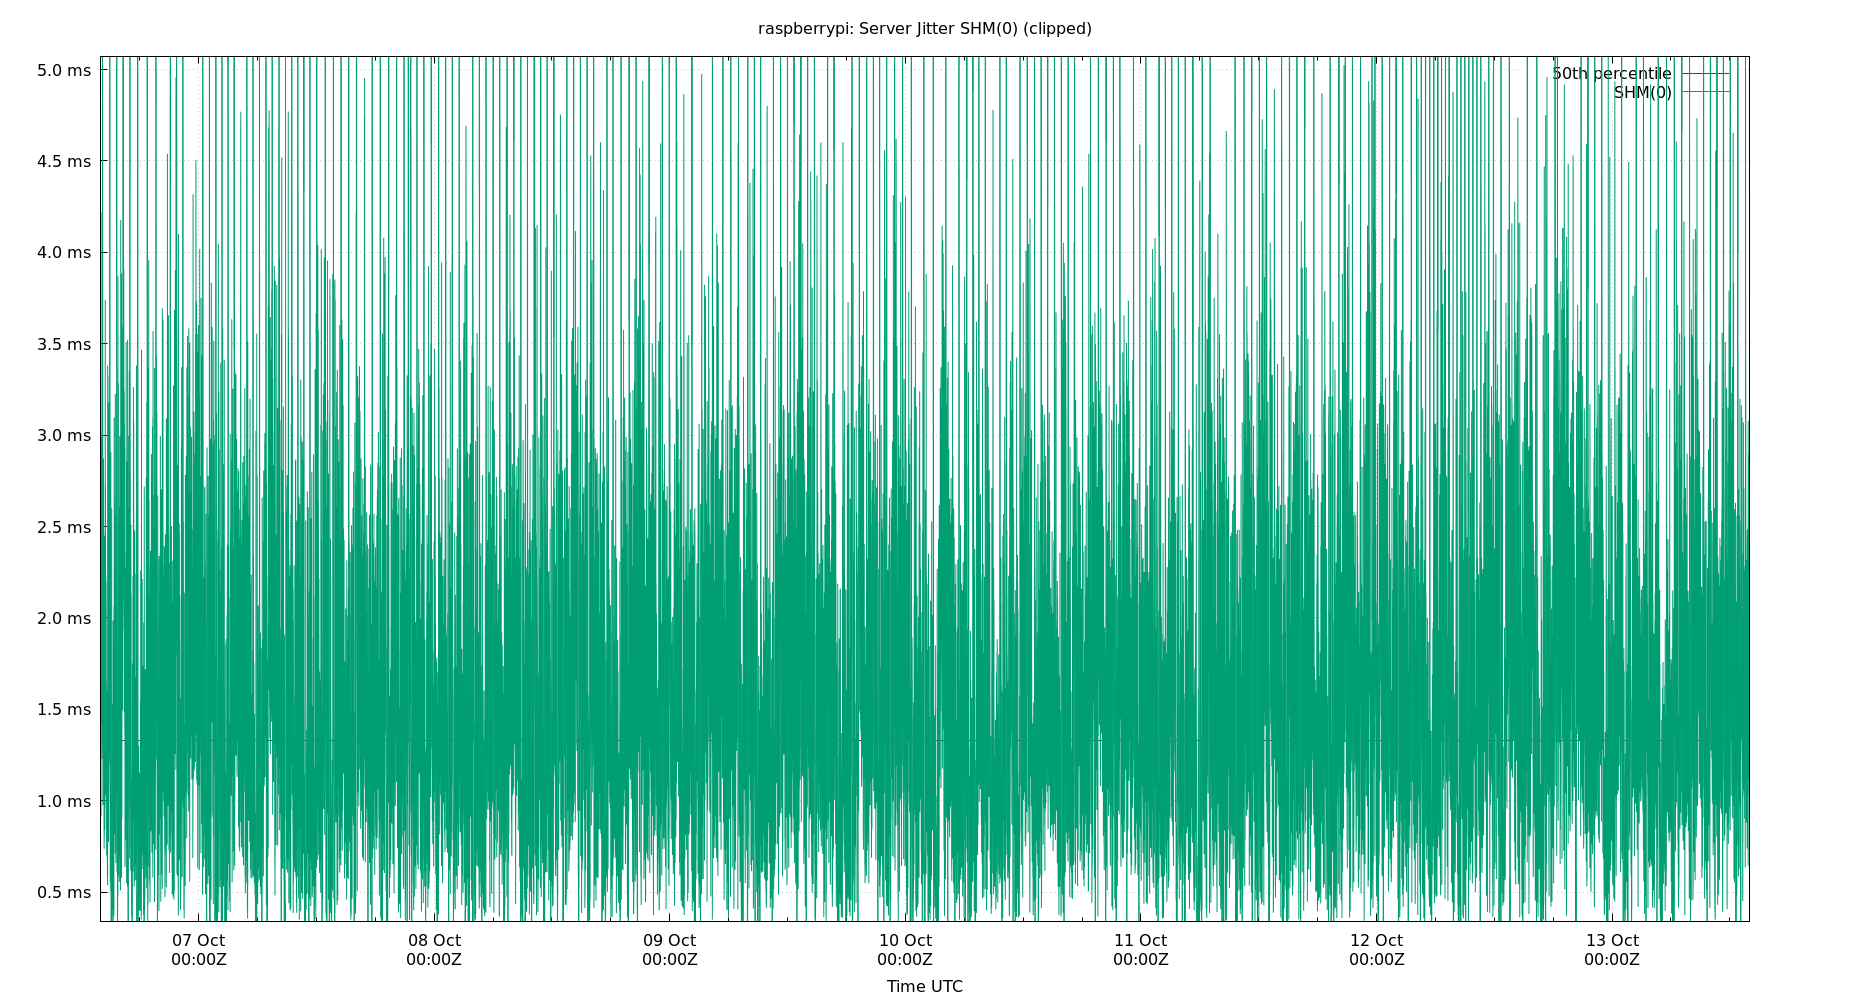 raspberrypi: Server Jitter SHM(0) (clipped)
5.0 ms
4.5 ms
4.0 ms
3.5 ms
3.0 ms
2.5 ms
2.0 ms
1.5 ms
1.0 ms
0.5 ms
50th percentile
SHM(0)
07 Oct 08 Oct 09 Oct 10 Oct 11 Oct 12 Oct 13 Oct
00:00Z 00:00Z 00:00Z 00:00Z 00:00Z 00:00Z 00:00Z
Time UTC